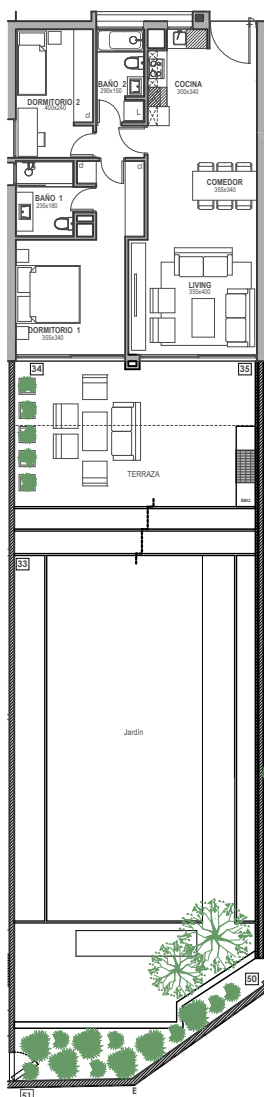 BAÑO 2
290x150
COCINA
300x340
DORMITORIO 2
400x240
L
cl
cl
COMEDOR
355x340
cl
BAÑO 1
235x180
LIVING
355x400
DORMITORIO 1
355x340
34
35
TERRAZA
33
Jardín
50
51
E